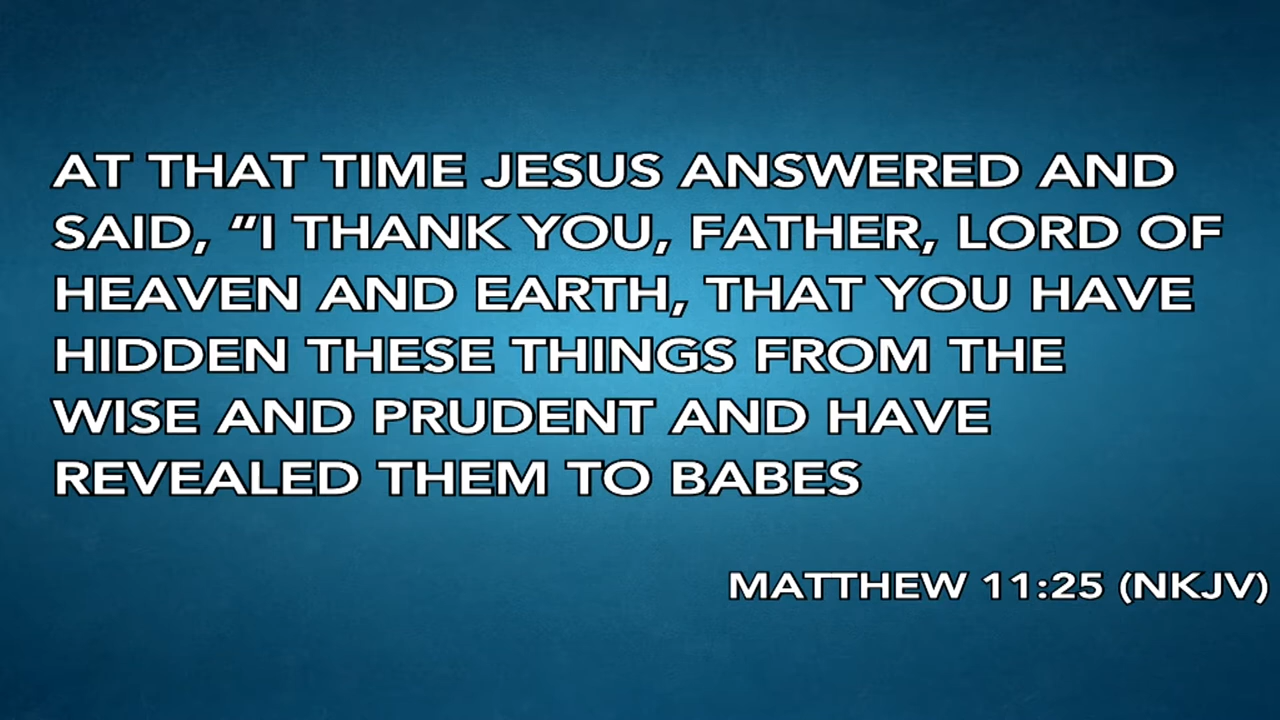 AT THAT TIME JESUS ANSWERED AND
SAID, “I THANK YOU, FATHER, LORD OF
HEAVEN AND EARTH, THAT YOU HAVE
HIDDEN THESE THINGS FROM THE
WISE AND PRUDENT AND HAVE
REVEALED THEM TO BABES
MATTHEW 11:25 (NKJV)